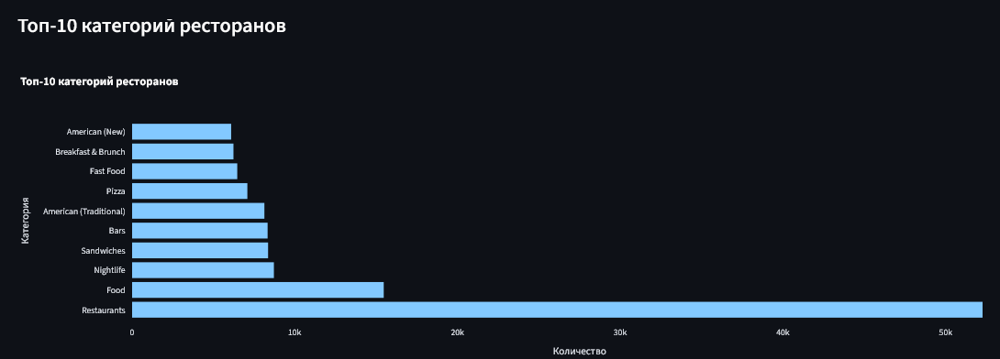 Топ-10 категорий ресторанов
Топ-10 категорий ресторанов
American (New)
Breakfast & Brunch
Fast Food
Pizza
American (Traditional)
Bars
Sandwiches
Nightlife
Food
Restaurants
Категория
0 10k 20k 30k 40k 50k
Количество